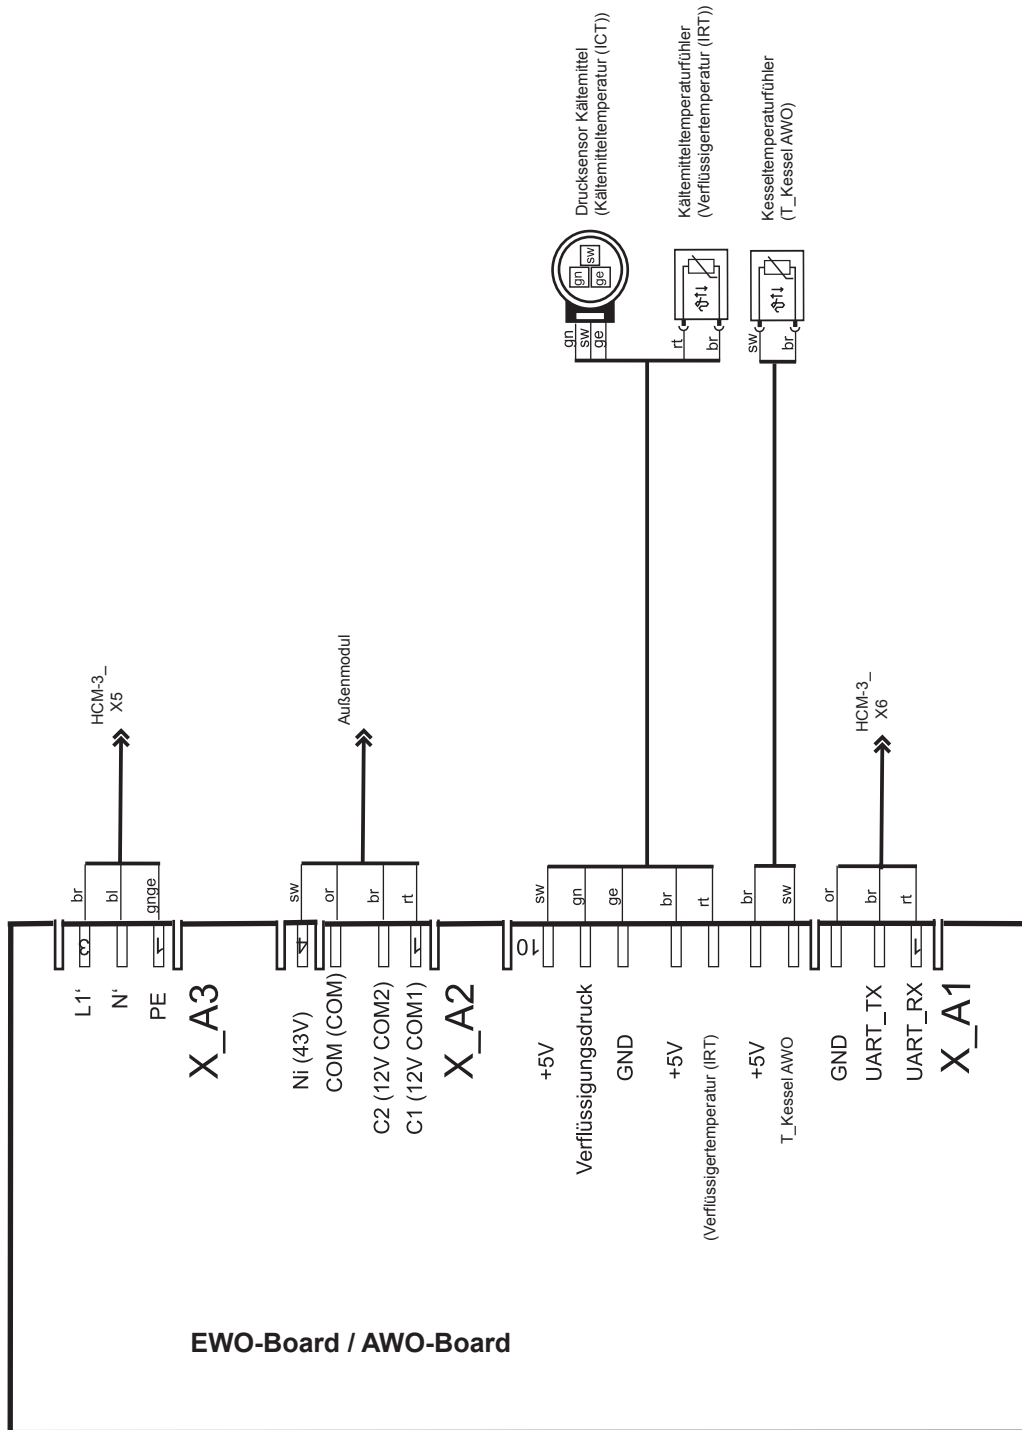 Drucksensor Kältemittel
(Kältemitteltemperatur (ICT))
Kältemitteltemperaturfühler
(Verflüssigertemperatur (IRT))
Kesseltemperaturfühler
(T_Kessel AWO)
gn
sw
ge
gn
sw
ge
rt
br
sw
br
HCM-3_
X5
Außenmodul
HCM-3_
X6
br
bl
gnge
sw
or
br
rt
sw
gn
ge
br
rt
br
sw
or
br
rt
3
1
4
1
10
1
L1‘
N‘
PE
X_A3
Ni (43V)
COM (COM)
C2 (12V COM2)
C1 (12V COM1)
X_A2
+5V
Verflüssigungsdruck
GND
+5V
(Verflüssigertemperatur (IRT)
+5V
T_Kessel AWO
GND
UART_TX
UART_RX
X_A1
EWO-Board / AWO-Board